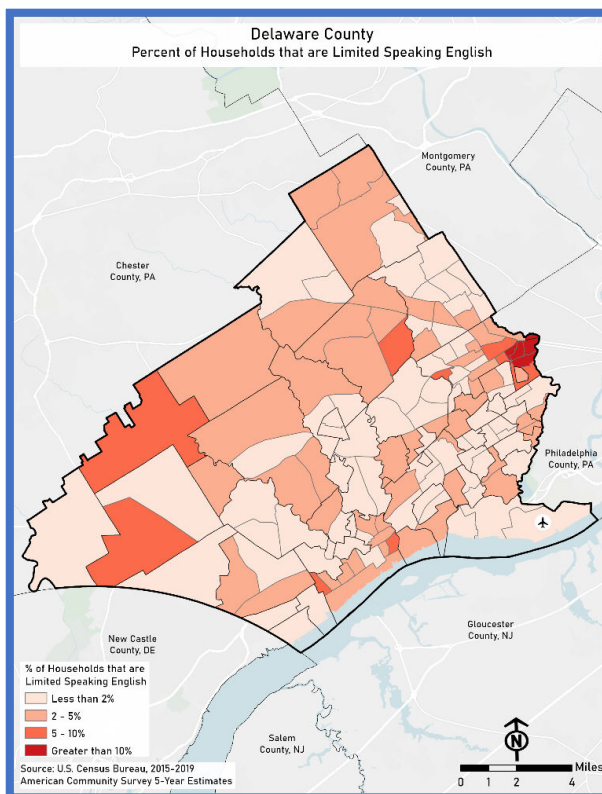 Delaware County
Percent of Households that are Limited Speaking English
Montgomery
County, PA
Chester
County, PA
Philadelphia
County, PA
Gloucester
County, NJ
New Castle
County, DE
Salem
County, NJ
% of Households that are
Limited Speaking English
Less than 2%
2 - 5%
5 - 10%
Greater than 10%
Source: U.S. Census Bureau, 2015-2019
American Community Survey 5-Year Estimates
N
Miles
0 1 2 4